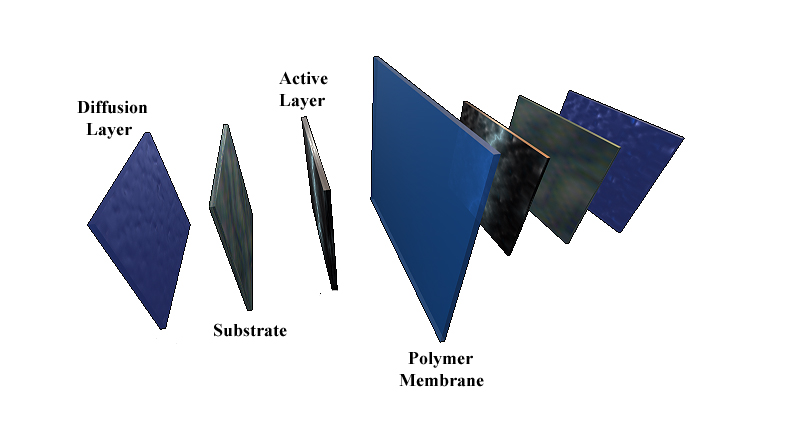 Diffusion
Layer
Substrate
Active
Layer
Polymer
Membrane